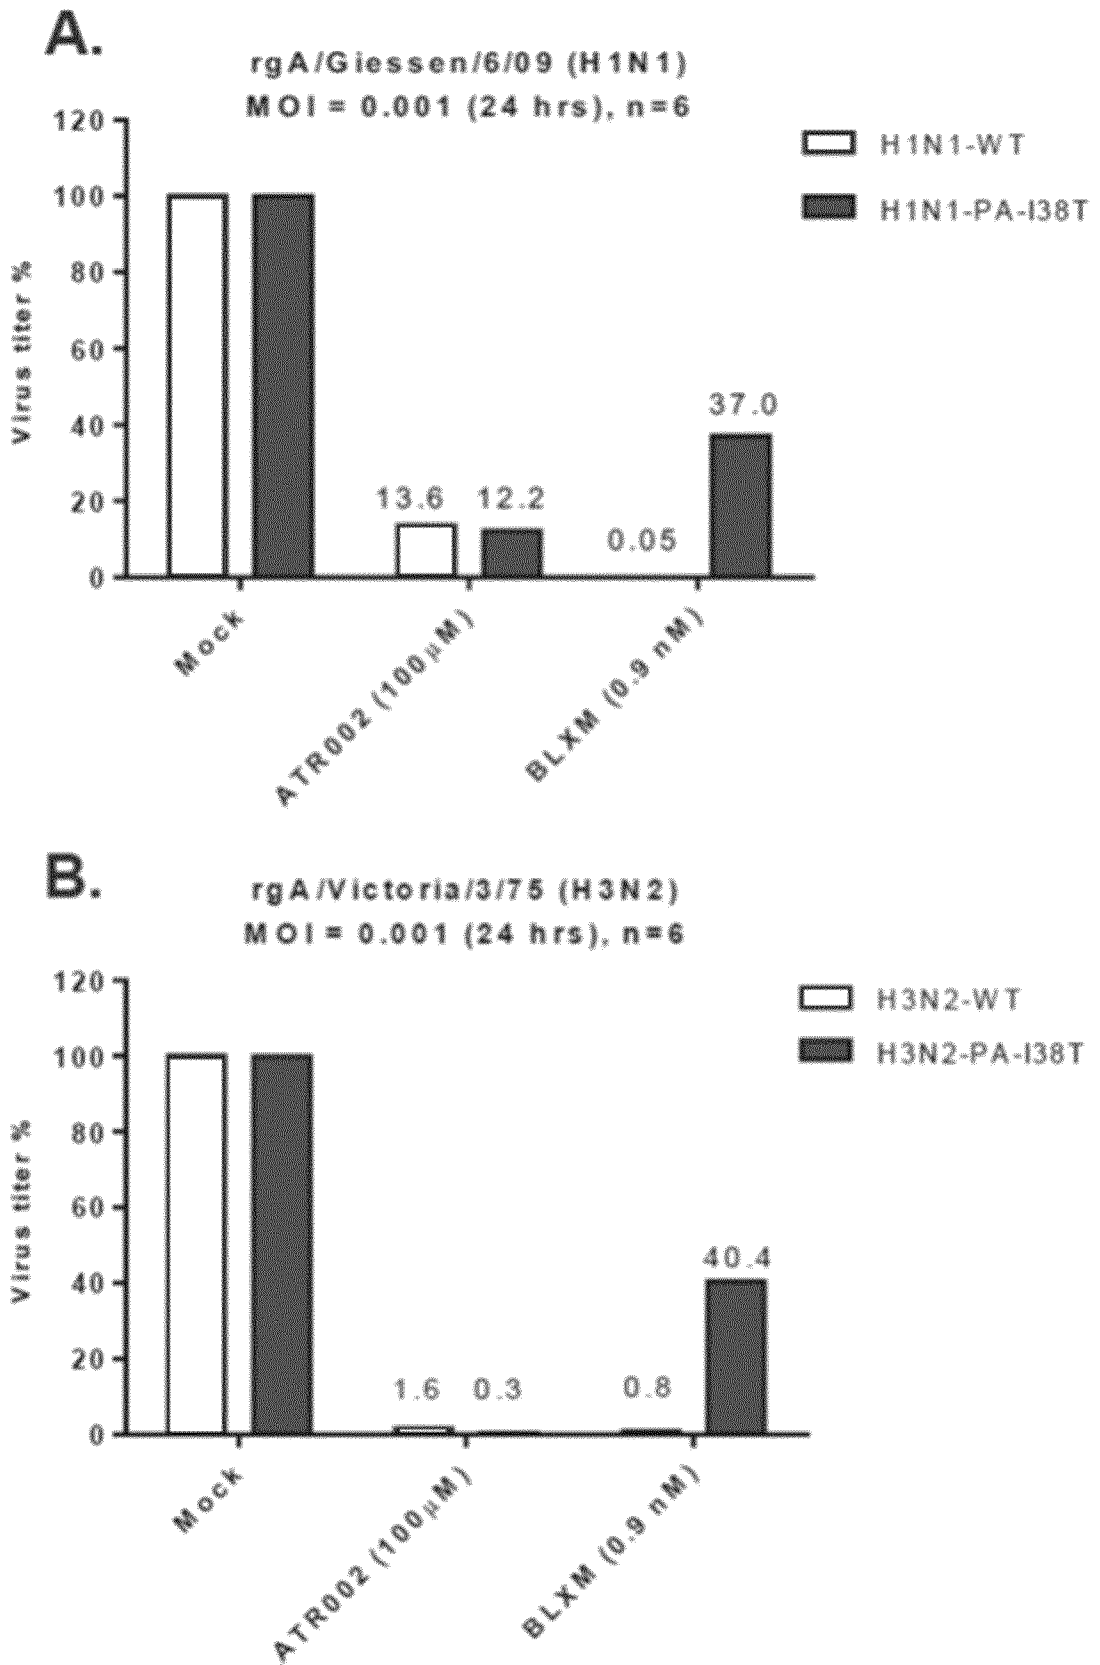 A.
rgA/Giessen/6/09 (H1N1)
MOI = 0.001 (24 hrs), n=6
H1N1-WT
H1N1-PA-I38T
Virus titer %
120
100
80
60
40
20
0
13.6
12.2
0.05
37.0
Mock
ATR002 (100µM)
BLXM (0.9 nM)
B.
rgA/Victoria/3/75 (H3N2)
MOI = 0.001 (24 hrs), n=6
H3N2-WT
H3N2-PA-I38T
Virus titer %
120
100
80
60
40
20
0
1.6
0.3
0.8
40.4
Mock
ATR002 (100µM)
BLXM (0.9 nM)